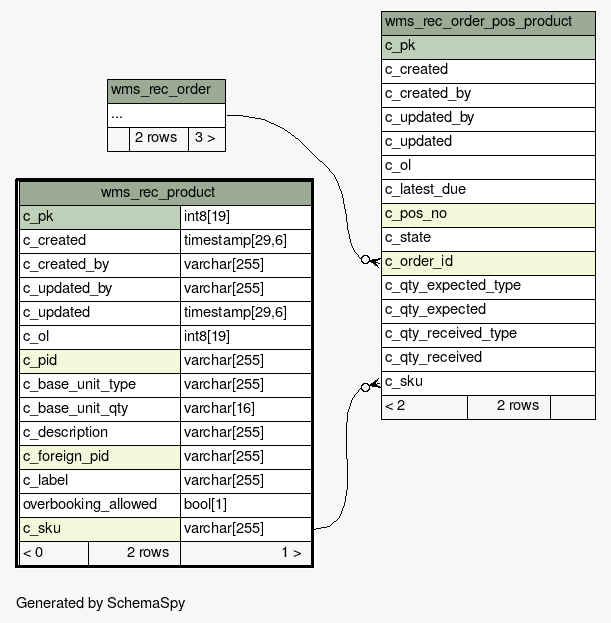 wms_rec_order_pos_product
c_pk
c_created
c_created_by
c_updated_by
c_updated
c_ol
c_latest_due
c_pos_no
c_state
c_order_id
c_qty_expected_type
c_qty_expected
c_qty_received_type
c_qty_received
c_sku
< 2 2 rows
wms_rec_order
...
2 rows 3 >
wms_rec_product
c_pk int8[19]
c_created timestamp[29,6]
c_created_by varchar[255]
c_updated_by varchar[255]
c_updated timestamp[29,6]
c_ol int8[19]
c_pid varchar[255]
c_base_unit_type varchar[255]
c_base_unit_qty varchar[16]
c_description varchar[255]
c_foreign_pid varchar[255]
c_label varchar[255]
overbooking_allowed bool[1]
c_sku varchar[255]
< 0 2 rows 1 >
Generated by SchemaSpy